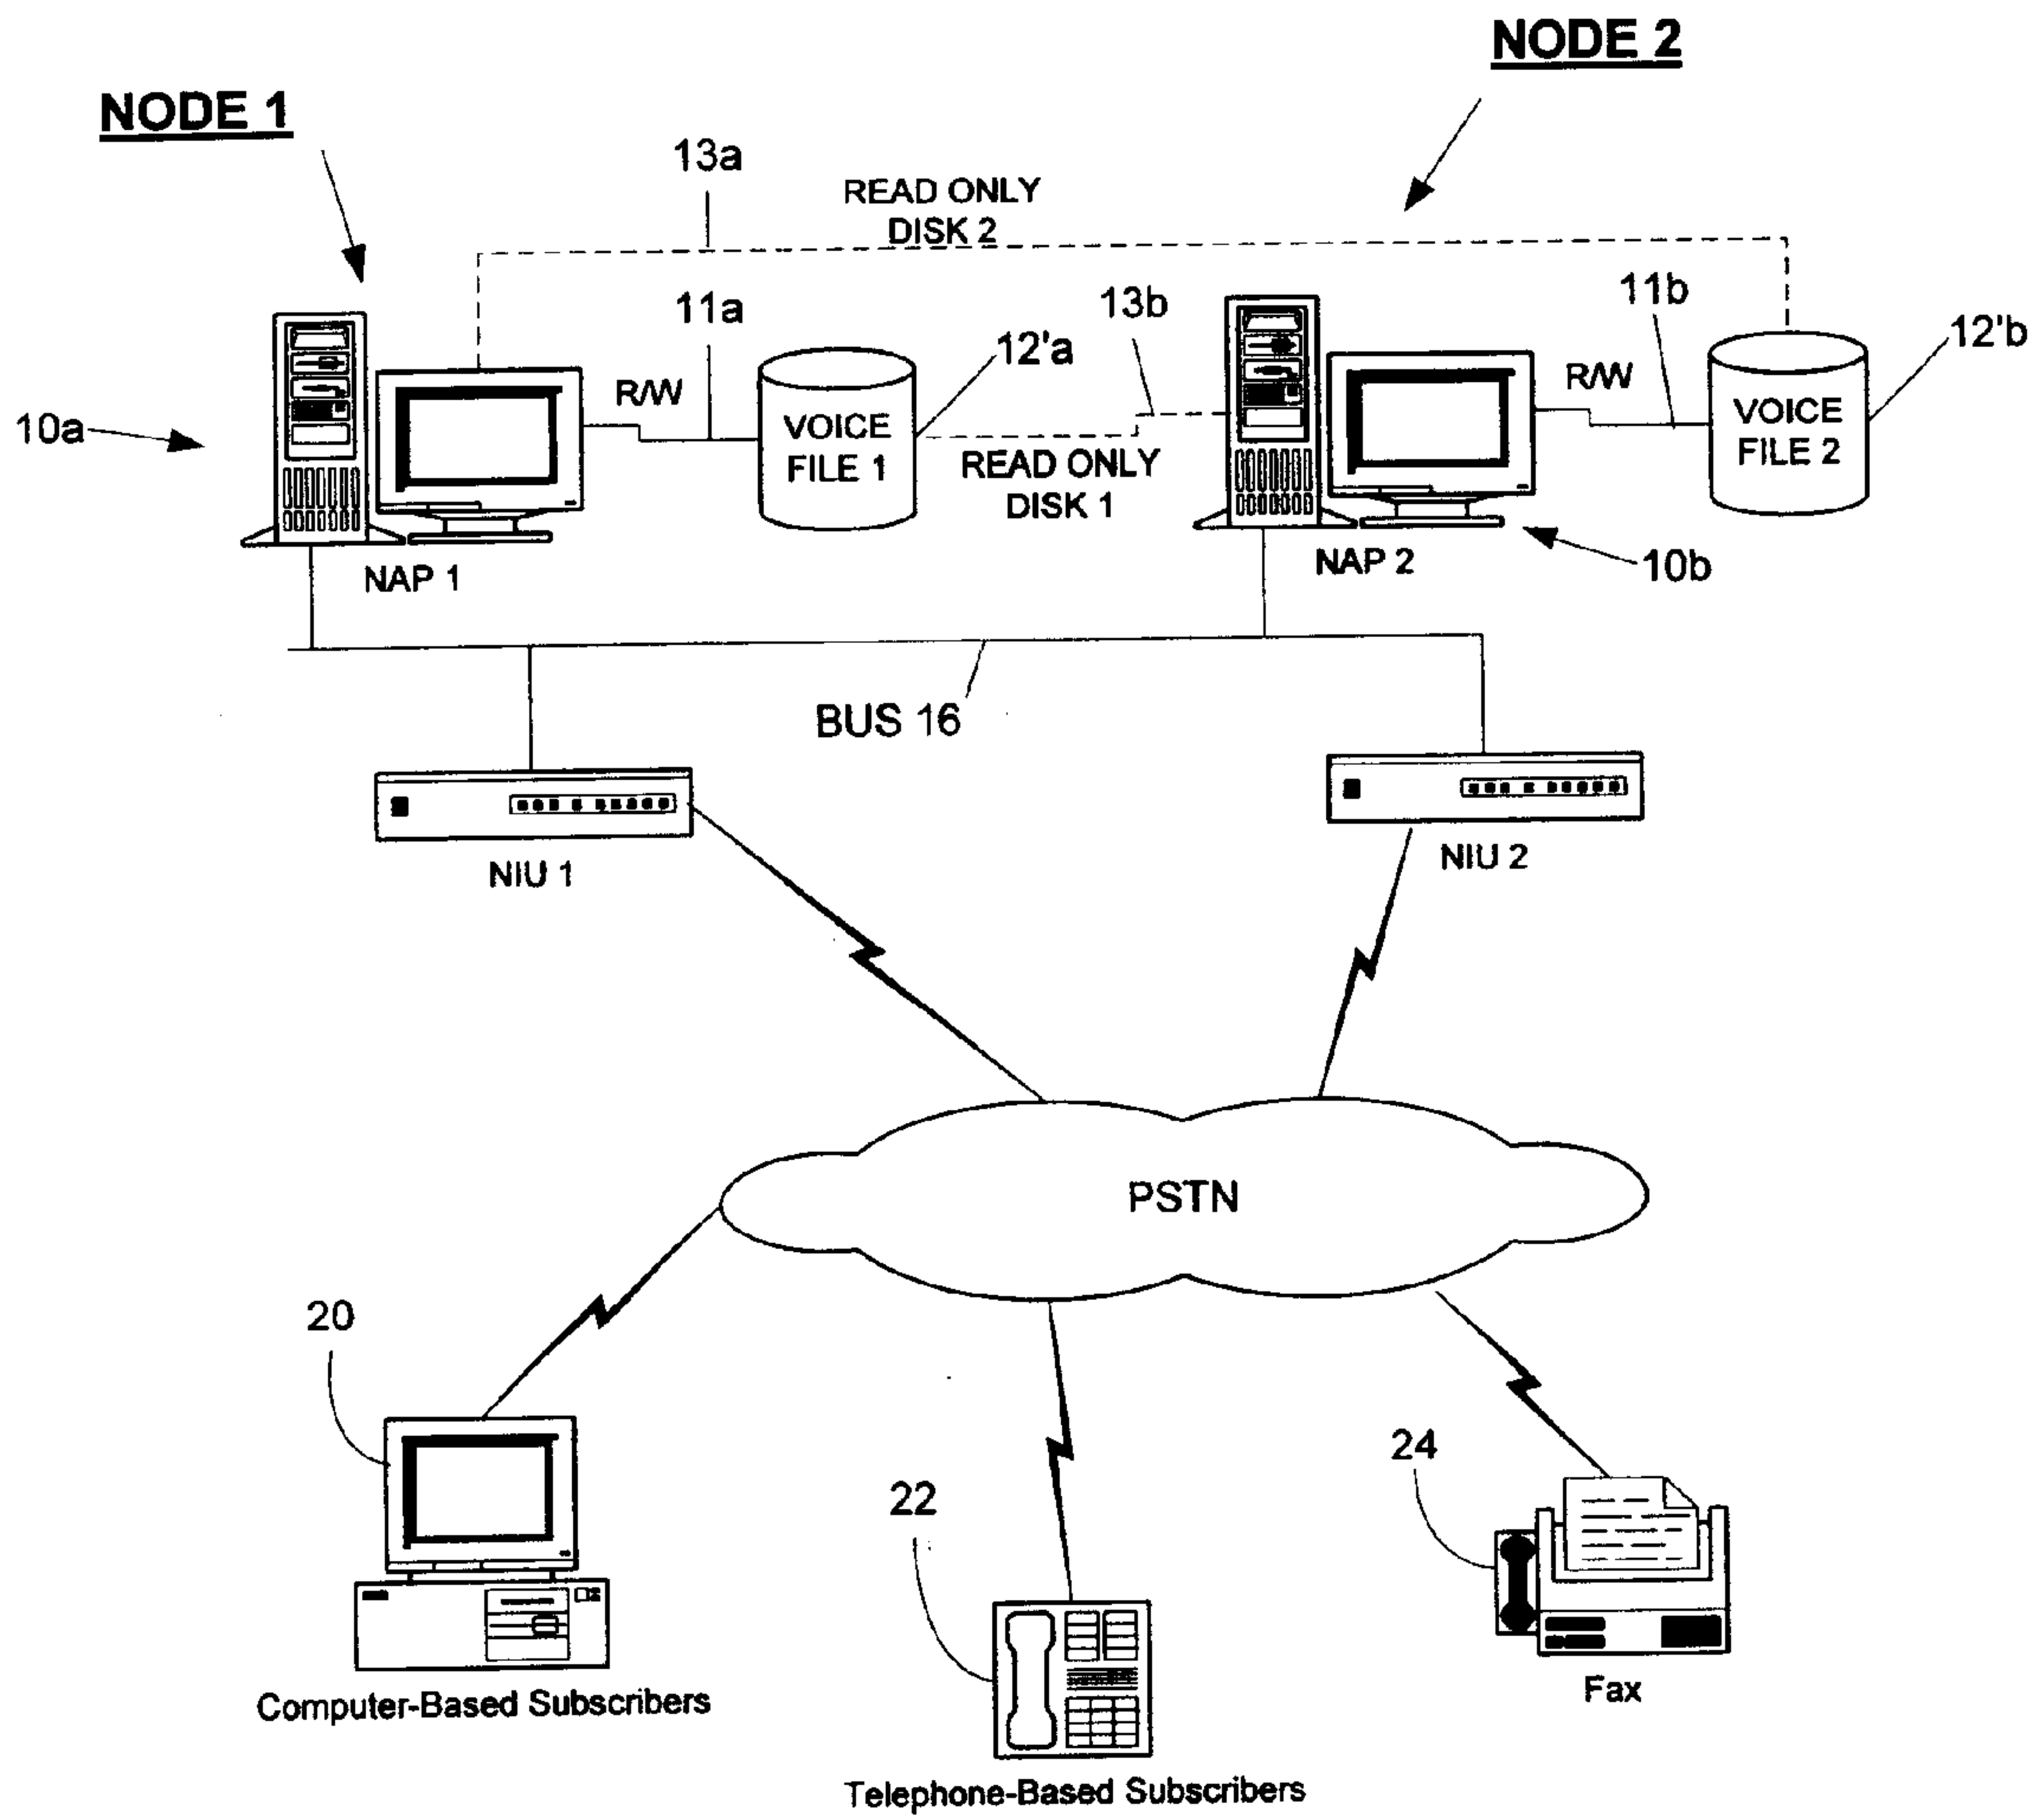 NODE 2
NODE 1
13a
READ ONLY
DISK 2
11a
13b
11b
12'a
12'b
R/W
R/W
10a
VOICE
FILE 1
READ ONLY
DISK 1
VOICE
FILE 2
NAP 1
NAP 2
10b
BUS 16
NIU 1
NIU 2
PSTN
20
22
24
Computer-Based Subscribers
Fax
Telephone-Based Subscribers